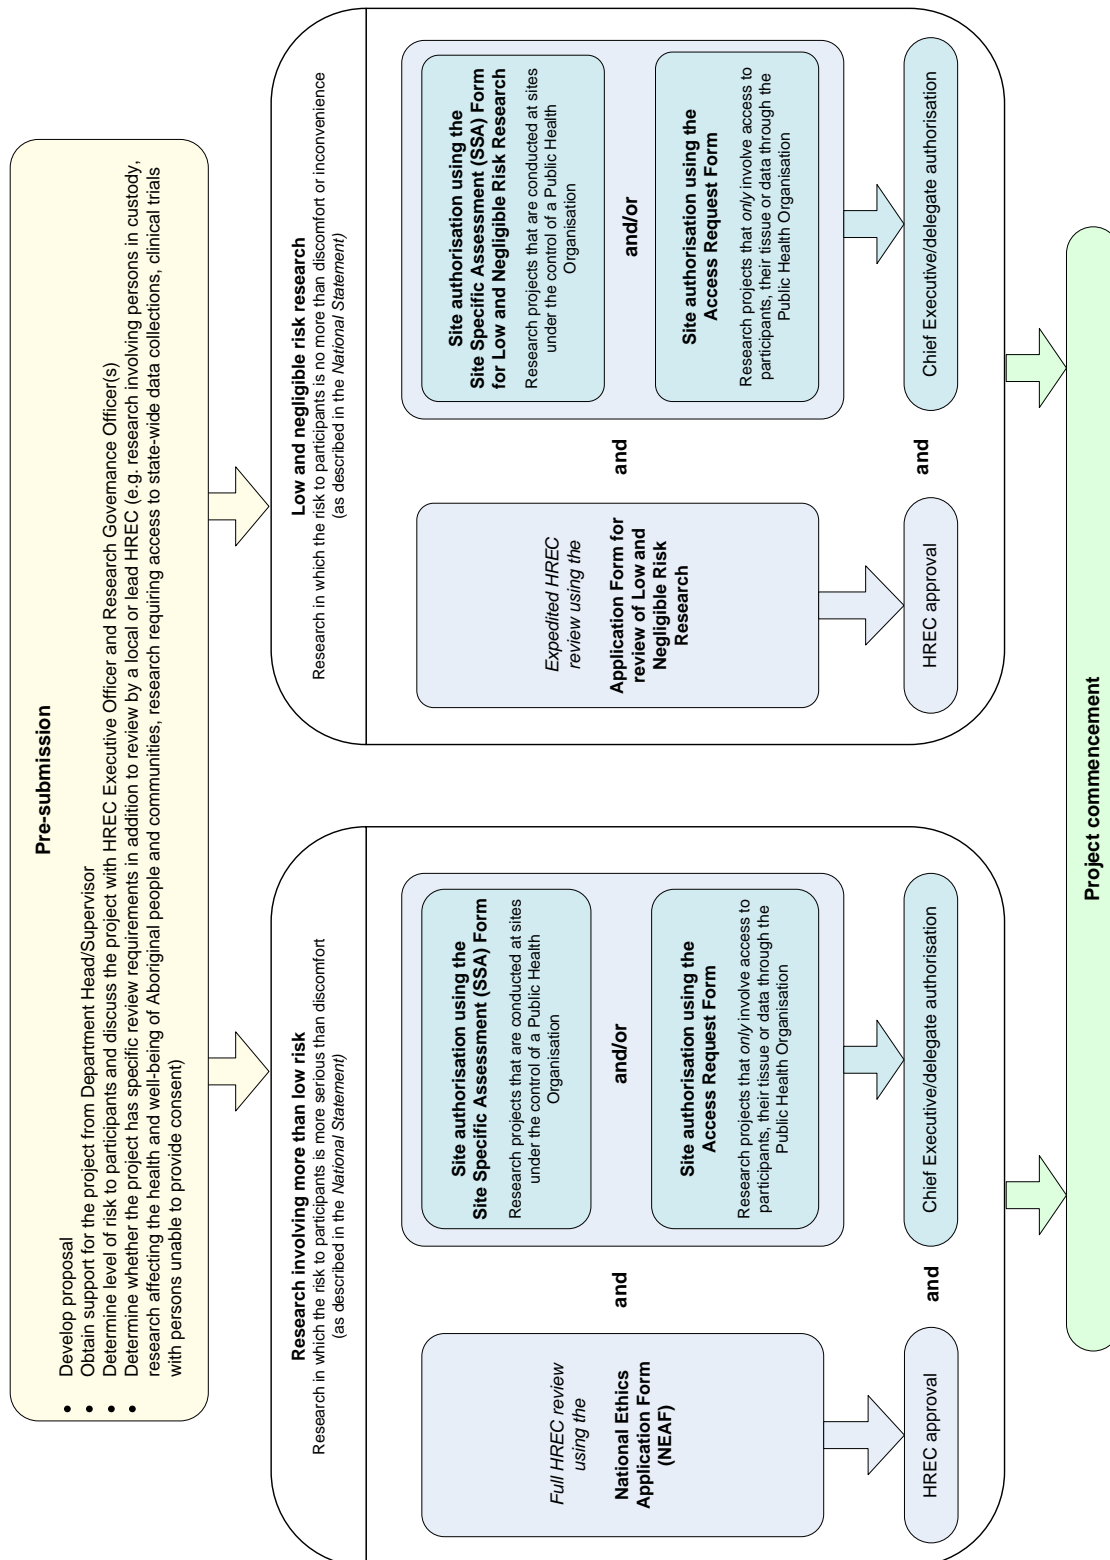 Pre-submission
• Develop proposal
• Obtain support for the project from Department Head/Supervisor
• Determine level of risk to participants and discuss the project with HREC Executive Officer and Research Governance Officer(s)
• Determine whether the project has specific review requirements in addition to review by a local or lead HREC (e.g. research involving persons in custody,
research affecting the health and well-being of Aboriginal people and communities, research requiring access to state-wide data collections, clinical trials
with persons unable to provide consent)
Research involving more than low risk
Research in which the risk to participants is more serious than discomfort
(as described in the National Statement)
Full HREC review
using the
National Ethics
Application Form
(NEAF)
and
Site authorisation using the
Site Specific Assessment (SSA) Form
Research projects that are conducted at sites
under the control of a Public Health
Organisation
and/or
Site authorisation using the
Access Request Form
Research projects that only involve access to
participants, their tissue or data through the
Public Health Organisation
HREC approval
and
Chief Executive/delegate authorisation
Low and negligible risk research
Research in which the risk to participants is no more than discomfort or inconvenience
(as described in the National Statement)
Expedited HREC
review using the
Application Form for
review of Low and
Negligible Risk
Research
and
Site authorisation using the
Site Specific Assessment (SSA) Form
for Low and Negligible Risk Research
Research projects that are conducted at sites
under the control of a Public Health
Organisation
and/or
Site authorisation using the
Access Request Form
Research projects that only involve access to
participants, their tissue or data through the
Public Health Organisation
HREC approval
and
Chief Executive/delegate authorisation
Project commencement